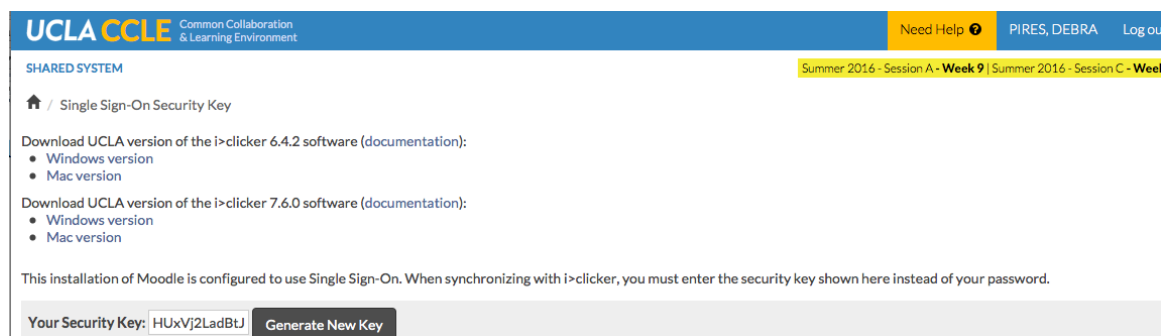 UCLA CCLE Common Collaboration & Learning Environment Need Help PIRES, DEBRA Log ou
SHARED SYSTEM Summer 2016 - Session A - Week 9 | Summer 2016 - Session C - Week
/ Single Sign-On Security Key
Download UCLA version of the i>clicker 6.4.2 software (documentation):
• Windows version
• Mac version
Download UCLA version of the i>clicker 7.6.0 software (documentation):
• Windows version
• Mac version
This installation of Moodle is configured to use Single Sign-On. When synchronizing with i>clicker, you must enter the security key shown here instead of your password.
Your Security Key: HUxVj2LadBtJ Generate New Key